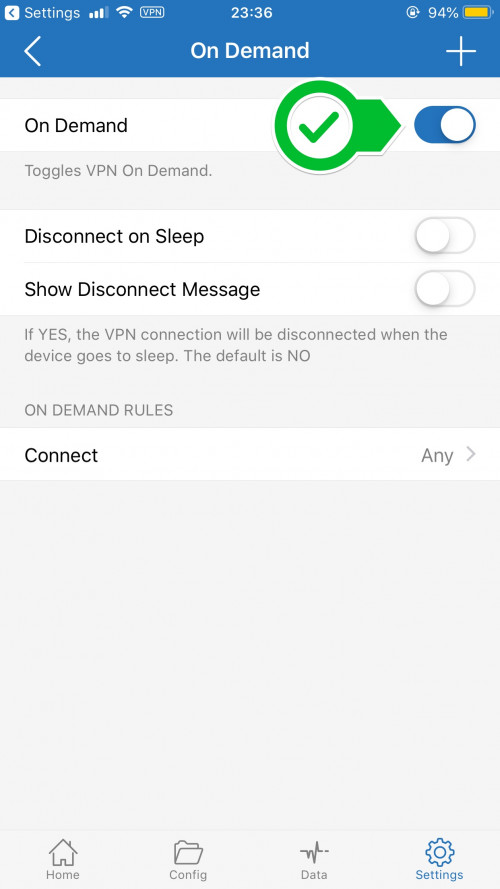 Settings VPN 23:36 94%
On Demand
On Demand
Toggles VPN On Demand.
Disconnect on Sleep
Show Disconnect Message
If YES, the VPN connection will be disconnected when the
device goes to sleep. The default is NO
ON DEMAND RULES
Connect Any
Home Config Data Settings